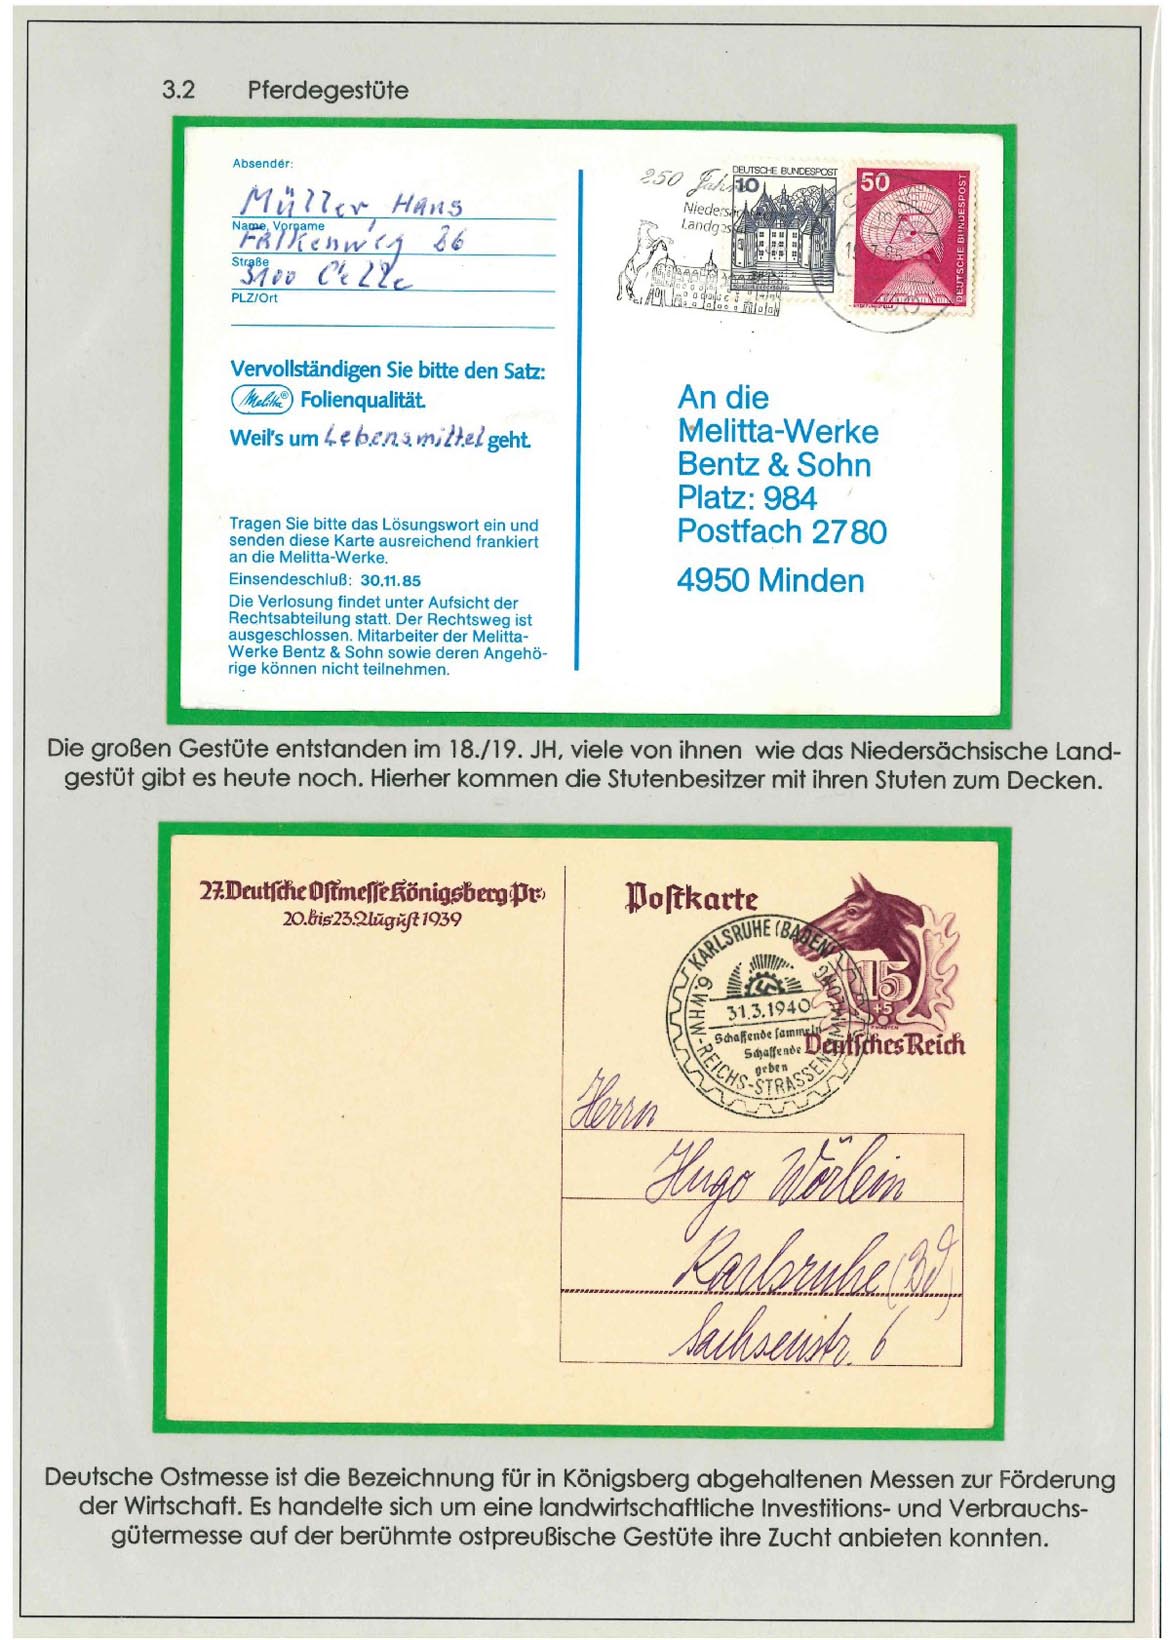 3.2 Pferdegestüte
Absender:
Müller, Hans
Name, Vorname
Falkenweg 26
Straße
3100 Celle
PLZ/Ort
Vervollständigen Sie bitte den Satz:
Melitta® Folienqualität.
Weil's um Lebensmittel geht.
Tragen Sie bitte das Lösungswort ein und
senden diese Karte ausreichend frankiert
an die Melitta-Werke.
Einsendeschluß: 30.11.85
Die Verlosung findet unter Aufsicht der
Rechtsabteilung statt. Der Rechtsweg ist
ausgeschlossen. Mitarbeiter der Melitta-
Werke Bentz & Sohn sowie deren Angehö-
rige können nicht teilnehmen.
250 Jahre
Landges
DEUTSCHE BUNDESPOST
10
50
DEUTSCHE BUNDESPOST
An die
Melitta-Werke
Bentz & Sohn
Platz: 984
Postfach 2780
4950 Minden
Die großen Gestüte entstanden im 18./19. JH, viele von ihnen wie das Niedersächsische Land-
gestüt gibt es heute noch. Hierher kommen die Stutenbesitzer mit ihren Stuten zum Decken.
27. Deutsche Ostmesse Königsberg (Pr.)
20. bis 23. August 1939
Postkarte
15
+5
Deutsches Reich
KARLSRUHE (BADEN)
6. WHW-REICHS-STRASSENSAMMLUNG
31.3.1940
Schaffende sammeln
Schaffende
geben
Herrn
Hugo Wörlein
Karlsruhe (Bd)
Sachsenstr. 6
Deutsche Ostmesse ist die Bezeichnung für in Königsberg abgehaltenen Messen zur Förderung
der Wirtschaft. Es handelte sich um eine landwirtschaftliche Investitions- und Verbrauchs-
gütermesse auf der berühmte ostpreußische Gestüte ihre Zucht anbieten konnten.